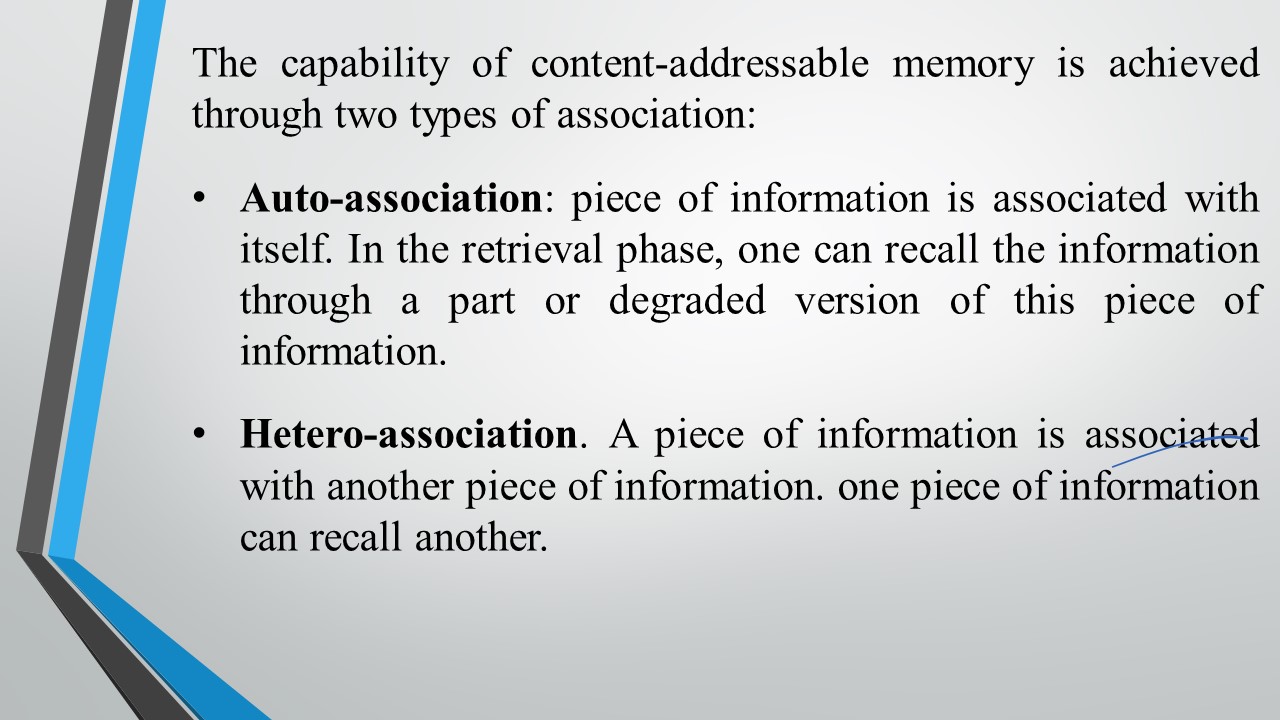 The capability of content-addressable memory is achieved
through two types of association:
• Auto-association: piece of information is associated with
itself. In the retrieval phase, one can recall the information
through a part or degraded version of this piece of
information.
• Hetero-association. A piece of information is associated
with another piece of information. one piece of information
can recall another.